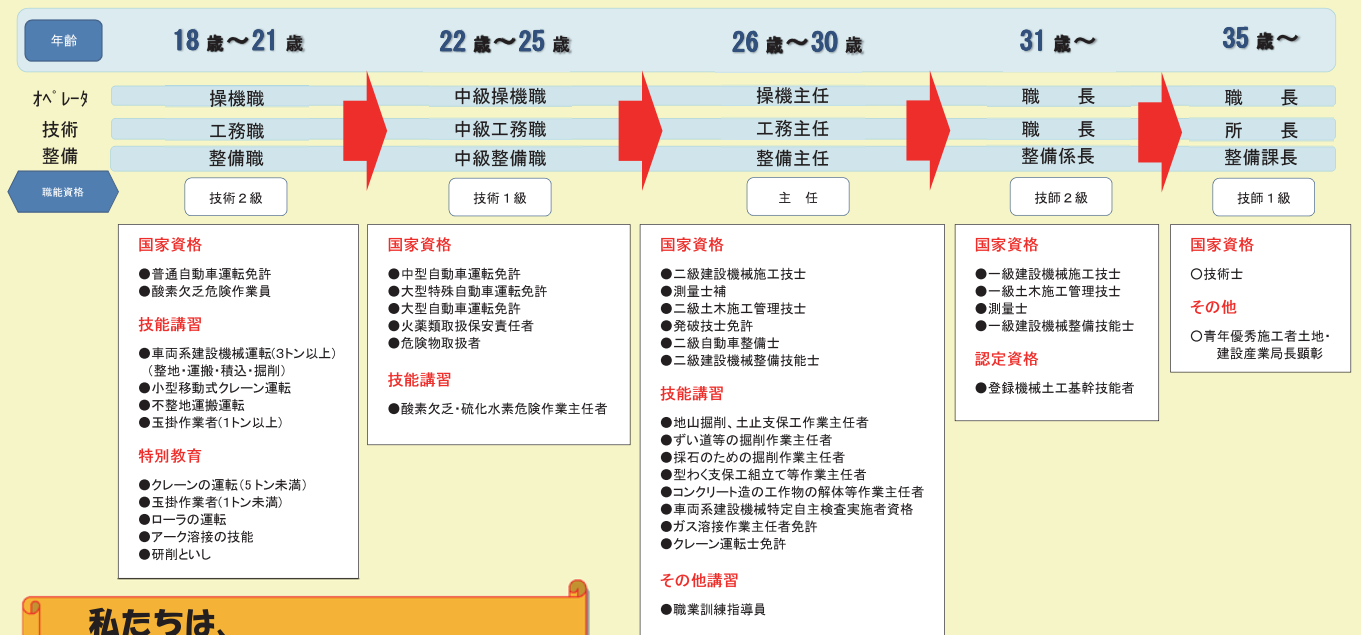 年齢 18歳～21歳 22歳～25歳 26歳～30歳 31歳～ 35歳～
ｵﾍﾟﾚｰﾀ 操機職 中級操機職 操機主任 職　長 職　長
技術 工務職 中級工務職 工務主任 職　長 所　長
整備 整備職 中級整備職 整備主任 整備係長 整備課長
職能資格 技術２級 技術１級 主　任 技師２級 技師１級
国家資格
●普通自動車運転免許
●酸素欠乏危険作業員
技能講習
●車両系建設機械運転(3トン以上)
（整地・運搬・積込・掘削）
●小型移動式クレーン運転
●不整地運搬運転
●玉掛作業者(1トン以上)
特別教育
●クレーンの運転(5トン未満)
●玉掛作業者(1トン未満)
●ローラの運転
●アーク溶接の技能
●研削といし
国家資格
●中型自動車運転免許
●大型特殊自動車運転免許
●大型自動車運転免許
●火薬類取扱保安責任者
●危険物取扱者
技能講習
●酸素欠乏・硫化水素危険作業主任者
国家資格
●二級建設機械施工技士
●測量士補
●二級土木施工管理技士
●発破技士免許
●二級自動車整備士
●二級建設機械整備技能士
技能講習
●地山掘削、土止支保工作業主任者
●ずい道等の掘削作業主任者
●採石のための掘削作業主任者
●型わく支保工組立て等作業主任者
●コンクリート造の工作物の解体等作業主任者
●車両系建設機械特定自主検査実施者資格
●ガス溶接作業主任者免許
●クレーン運転士免許
その他講習
●職業訓練指導員
国家資格
●一級建設機械施工技士
●一級土木施工管理技士
●測量士
●一級建設機械整備技能士
認定資格
●登録機械土工基幹技能者
国家資格
○技術士
その他
○青年優秀施工者土地・
建設産業局長顕彰
私たちは、